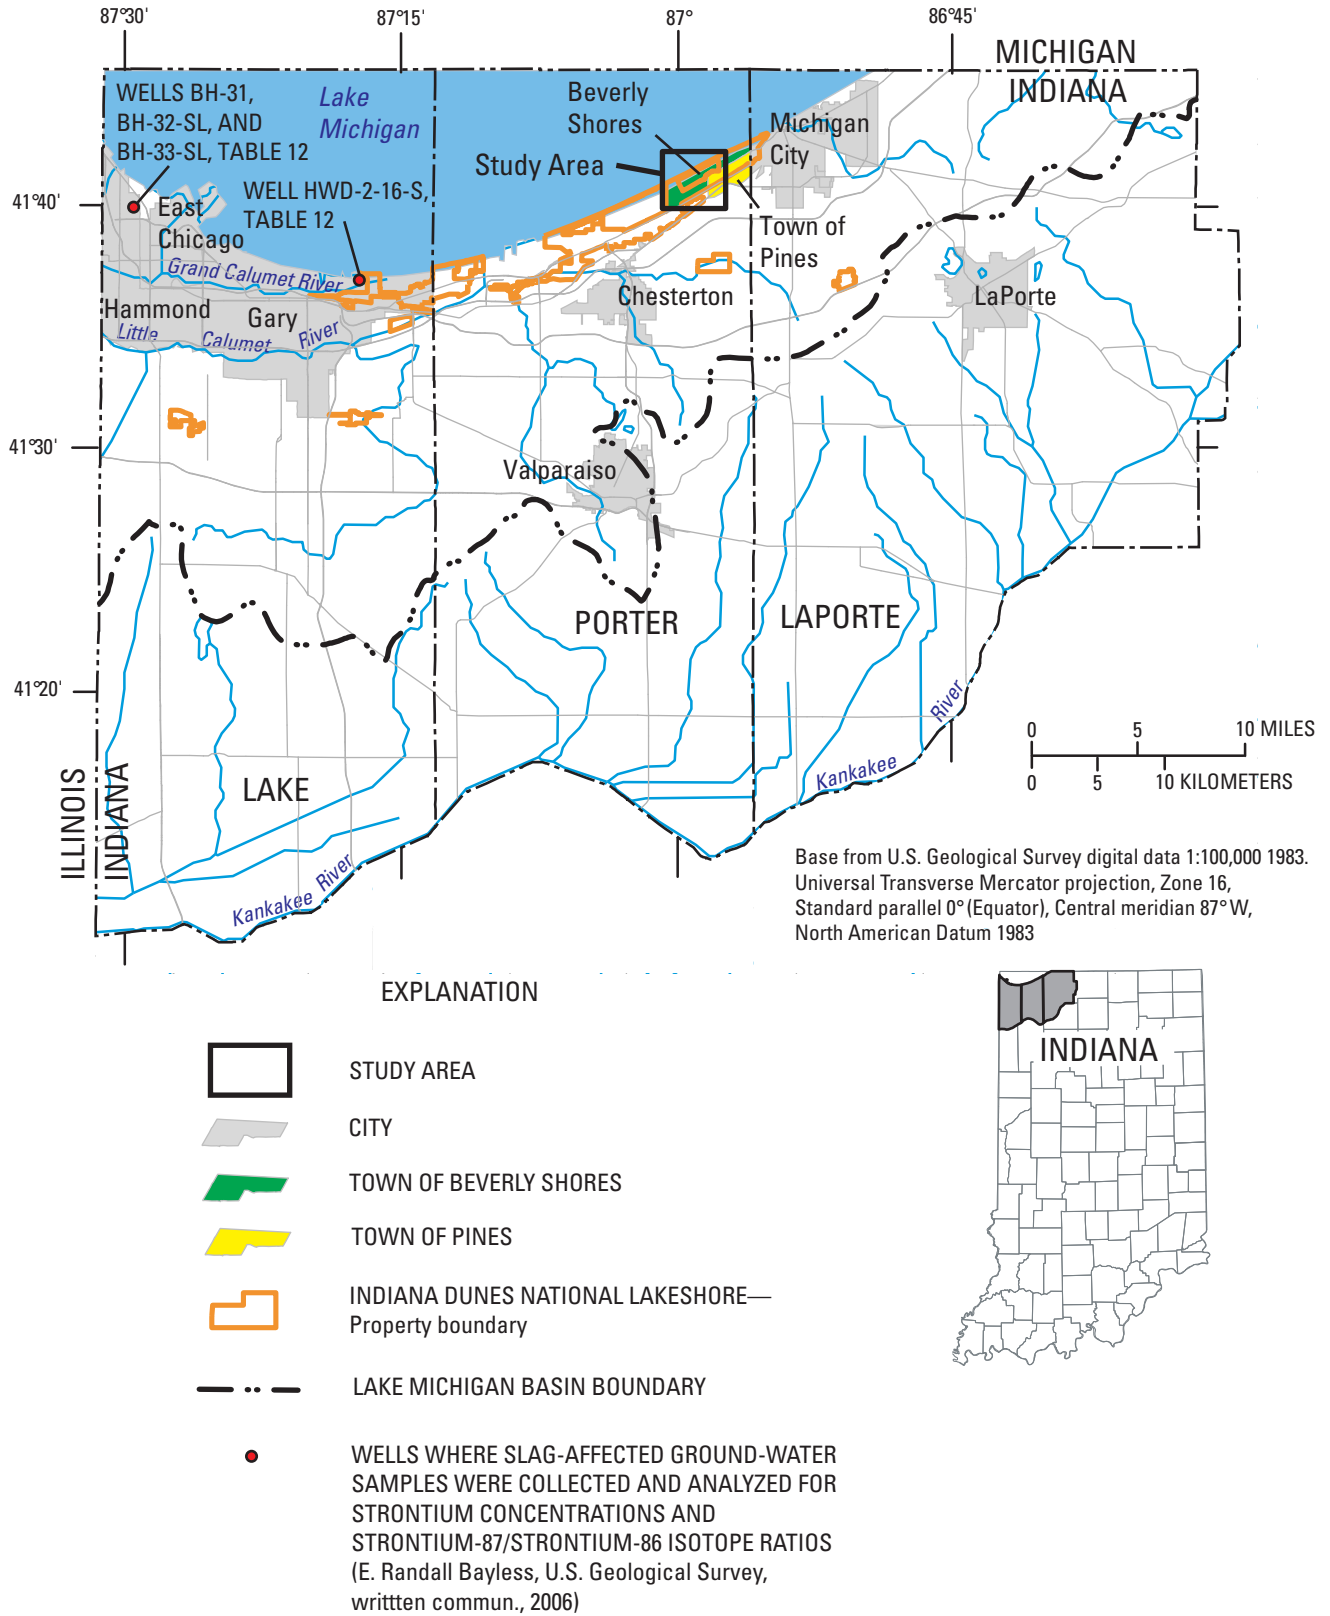 87°30'
87°15'
87°
86°45'
MICHIGAN
INDIANA
WELLS BH-31,
BH-32-SL, AND
BH-33-SL, TABLE 12
Lake
Michigan
Beverly
Shores
Michigan
City
Study Area
WELL HWD-2-16-S,
TABLE 12
41°40'
East
Chicago
Town of
Pines
Grand Calumet River
Hammond
Gary
Chesterton
LaPorte
Little Calumet River
41°30'
Valparaiso
PORTER
LAPORTE
41°20'
River
Kankakee
0 5 10 MILES
0 5 10 KILOMETERS
LAKE
ILLINOIS
INDIANA
Kankakee River
Base from U.S. Geological Survey digital data 1:100,000 1983.
Universal Transverse Mercator projection, Zone 16,
Standard parallel 0° (Equator), Central meridian 87° W,
North American Datum 1983
EXPLANATION
INDIANA
STUDY AREA
CITY
TOWN OF BEVERLY SHORES
TOWN OF PINES
INDIANA DUNES NATIONAL LAKESHORE—
Property boundary
LAKE MICHIGAN BASIN BOUNDARY
WELLS WHERE SLAG-AFFECTED GROUND-WATER
SAMPLES WERE COLLECTED AND ANALYZED FOR
STRONTIUM CONCENTRATIONS AND
STRONTIUM-87/STRONTIUM-86 ISOTOPE RATIOS
(E. Randall Bayless, U.S. Geological Survey,
writtten commun., 2006)